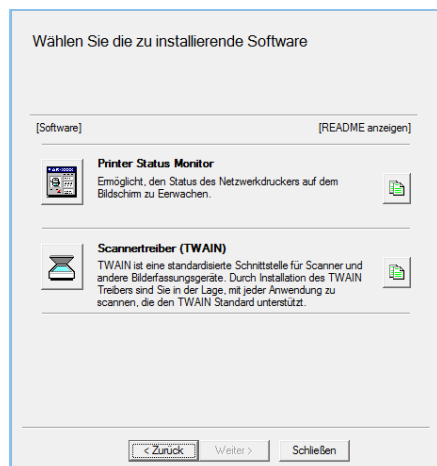 Wählen Sie die zu installierende Software
[Software] [README anzeigen]
Printer Status Monitor
Ermöglicht, den Status des Netzwerkdruckers auf dem
Bildschirm zu Eerwachen.
Scannertreiber (TWAIN)
TWAIN ist eine standardisierte Schnittstelle für Scanner und
andere Bilderfassungsgeräte. Durch Installation des TWAIN
Treibers sind Sie in der Lage, mit jeder Anwendung zu
scannen, die den TWAIN Standard unterstützt.
< Zurück Weiter > Schließen